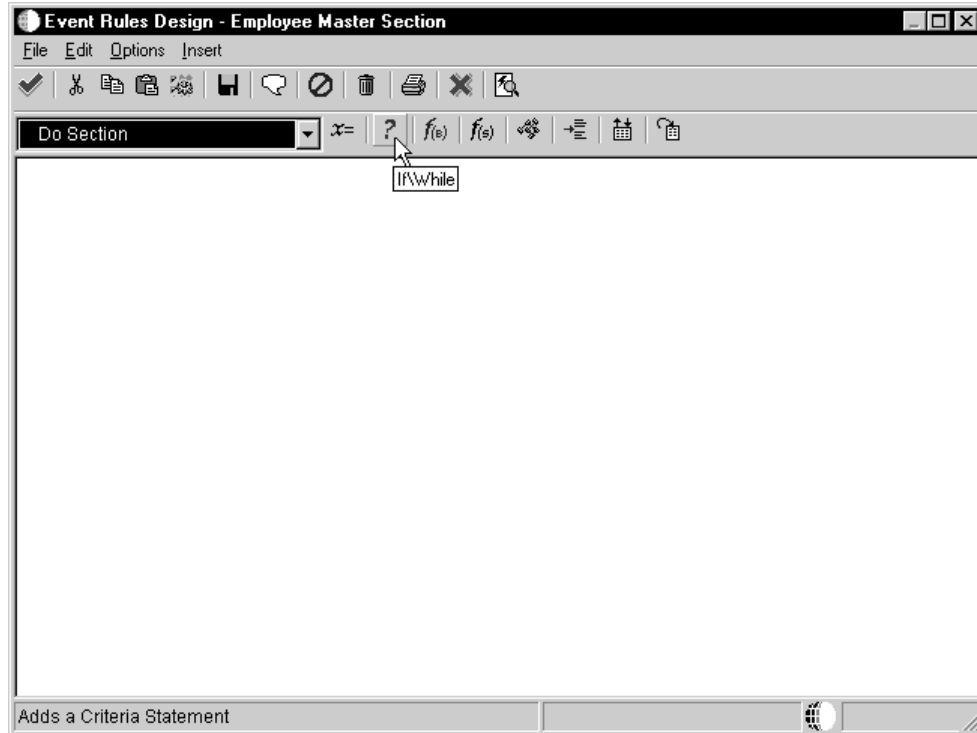 Event Rules Design - Employee Master Section
File Edit Options Insert
Do Section x= ? f(B) f(S)
If\While
Adds a Criteria Statement